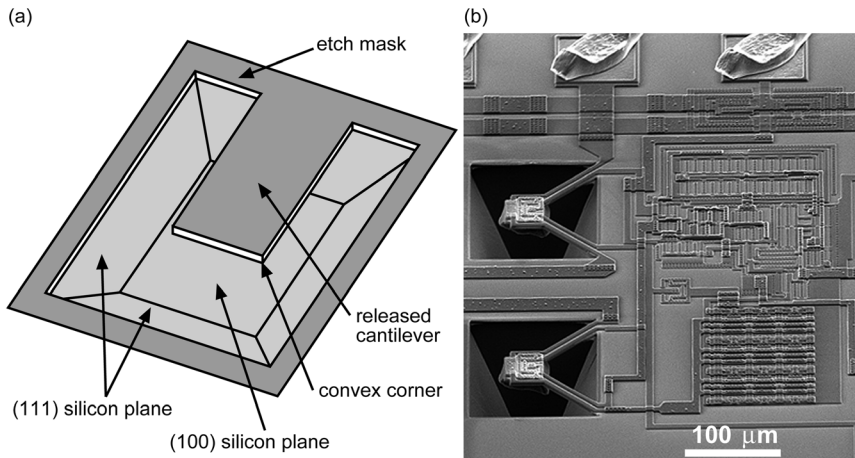 (a)
etch mask
released
cantilever
convex corner
(111) silicon plane
(100) silicon plane
(b)
100 μm